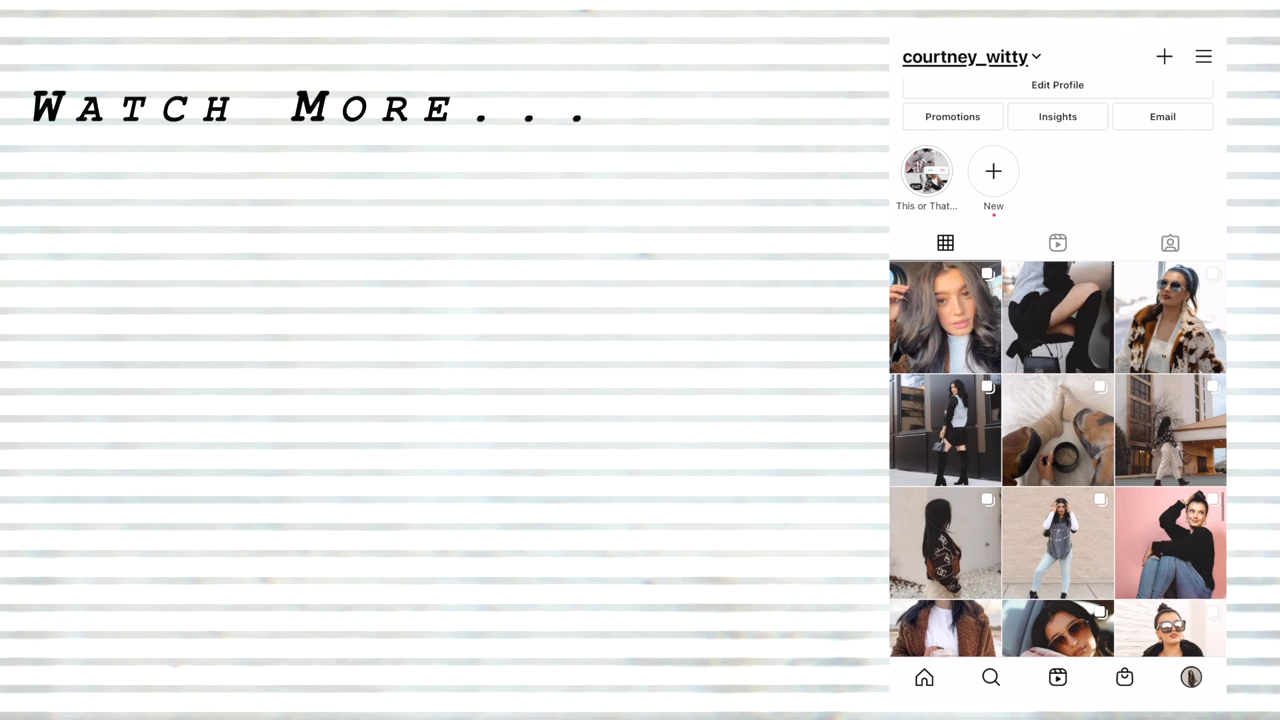 Watch More...
courtney_witty
Edit Profile
Promotions Insights Email
This or That... New